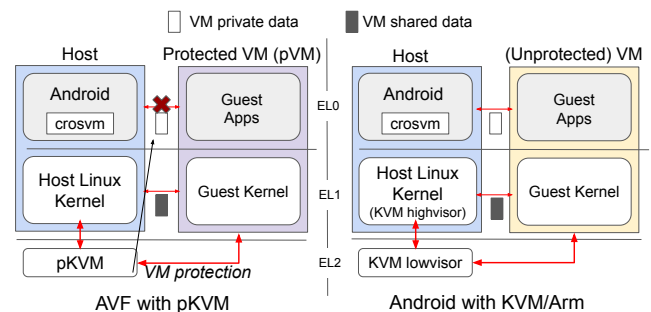 VM private data
VM shared data
Host
Protected VM (pVM)
Android
crosvm
Guest
Apps
Host Linux
Kernel
Guest Kernel
pKVM
VM protection
AVF with pKVM
EL0
EL1
EL2
Host
(Unprotected) VM
Android
crosvm
Guest
Apps
Host Linux
Kernel
(KVM highvisor)
Guest Kernel
KVM lowvisor
Android with KVM/Arm